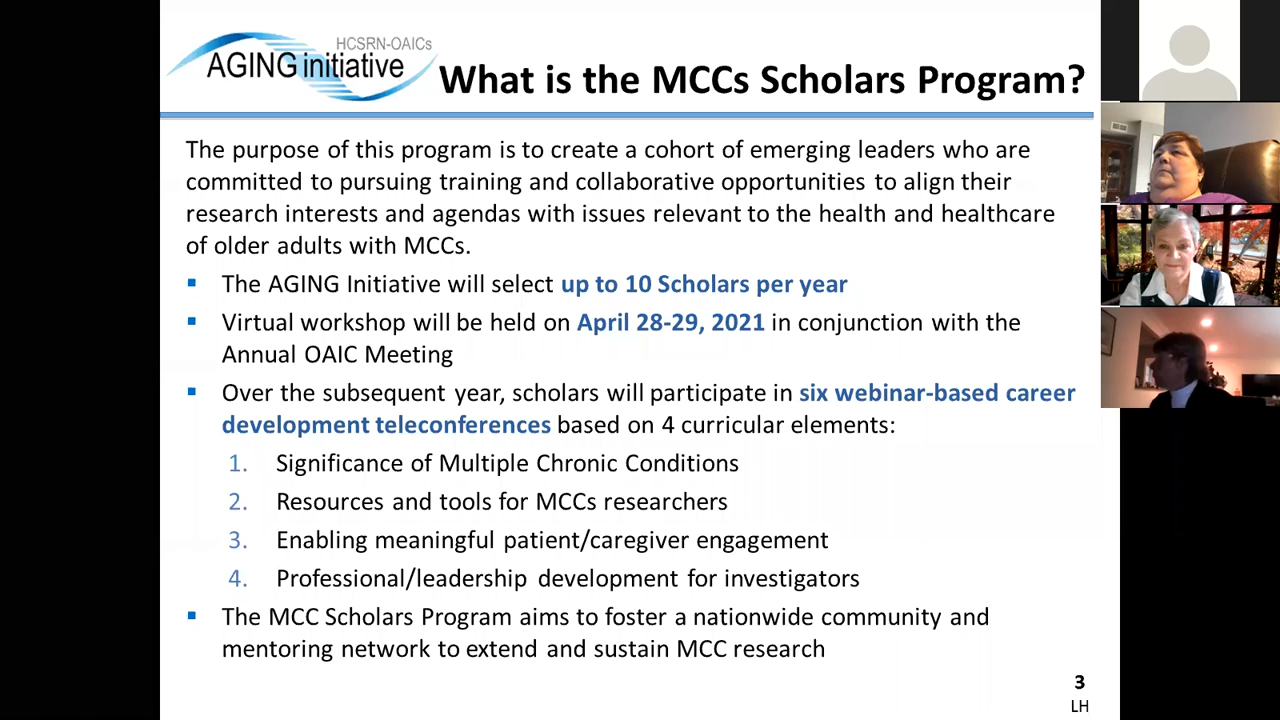 HCSRN-OAICs
AGING initiative
What is the MCCs Scholars Program?
The purpose of this program is to create a cohort of emerging leaders who are
committed to pursuing training and collaborative opportunities to align their
research interests and agendas with issues relevant to the health and healthcare
of older adults with MCCs.
▪ The AGING Initiative will select up to 10 Scholars per year
▪ Virtual workshop will be held on April 28-29, 2021 in conjunction with the
Annual OAIC Meeting
▪ Over the subsequent year, scholars will participate in six webinar-based career
development teleconferences based on 4 curricular elements:
1. Significance of Multiple Chronic Conditions
2. Resources and tools for MCCs researchers
3. Enabling meaningful patient/caregiver engagement
4. Professional/leadership development for investigators
▪ The MCC Scholars Program aims to foster a nationwide community and
mentoring network to extend and sustain MCC research
3
LH